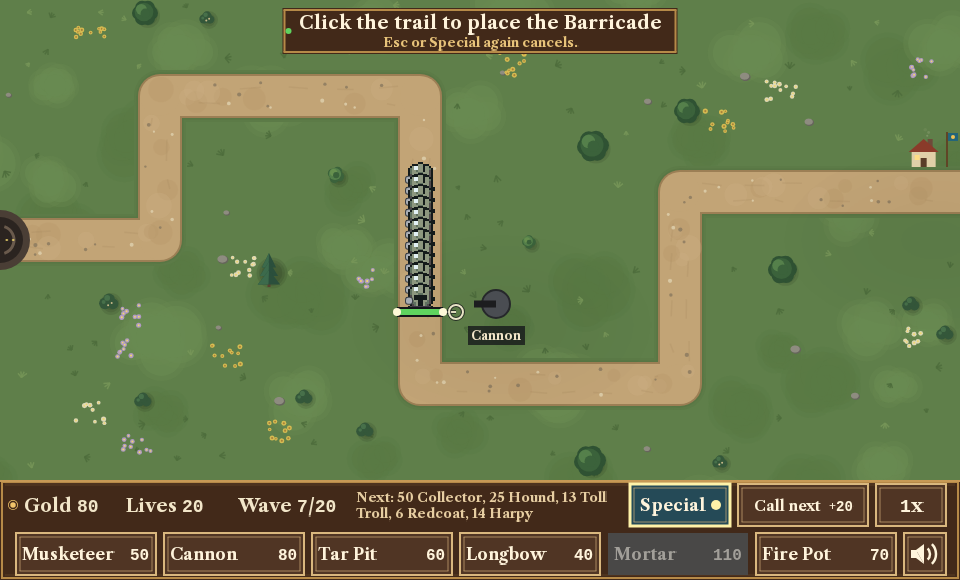 Click the trail to place the Barricade
Esc or Special again cancels.
Cannon
Gold 80
Lives 20
Wave 7/20
Next: 50 Collector, 25 Hound, 13 Toll
Troll, 6 Redcoat, 14 Harpy
Special
Call next +20
1x
Musketeer 50
Cannon 80
Tar Pit 60
Longbow 40
Mortar 110
Fire Pot 70